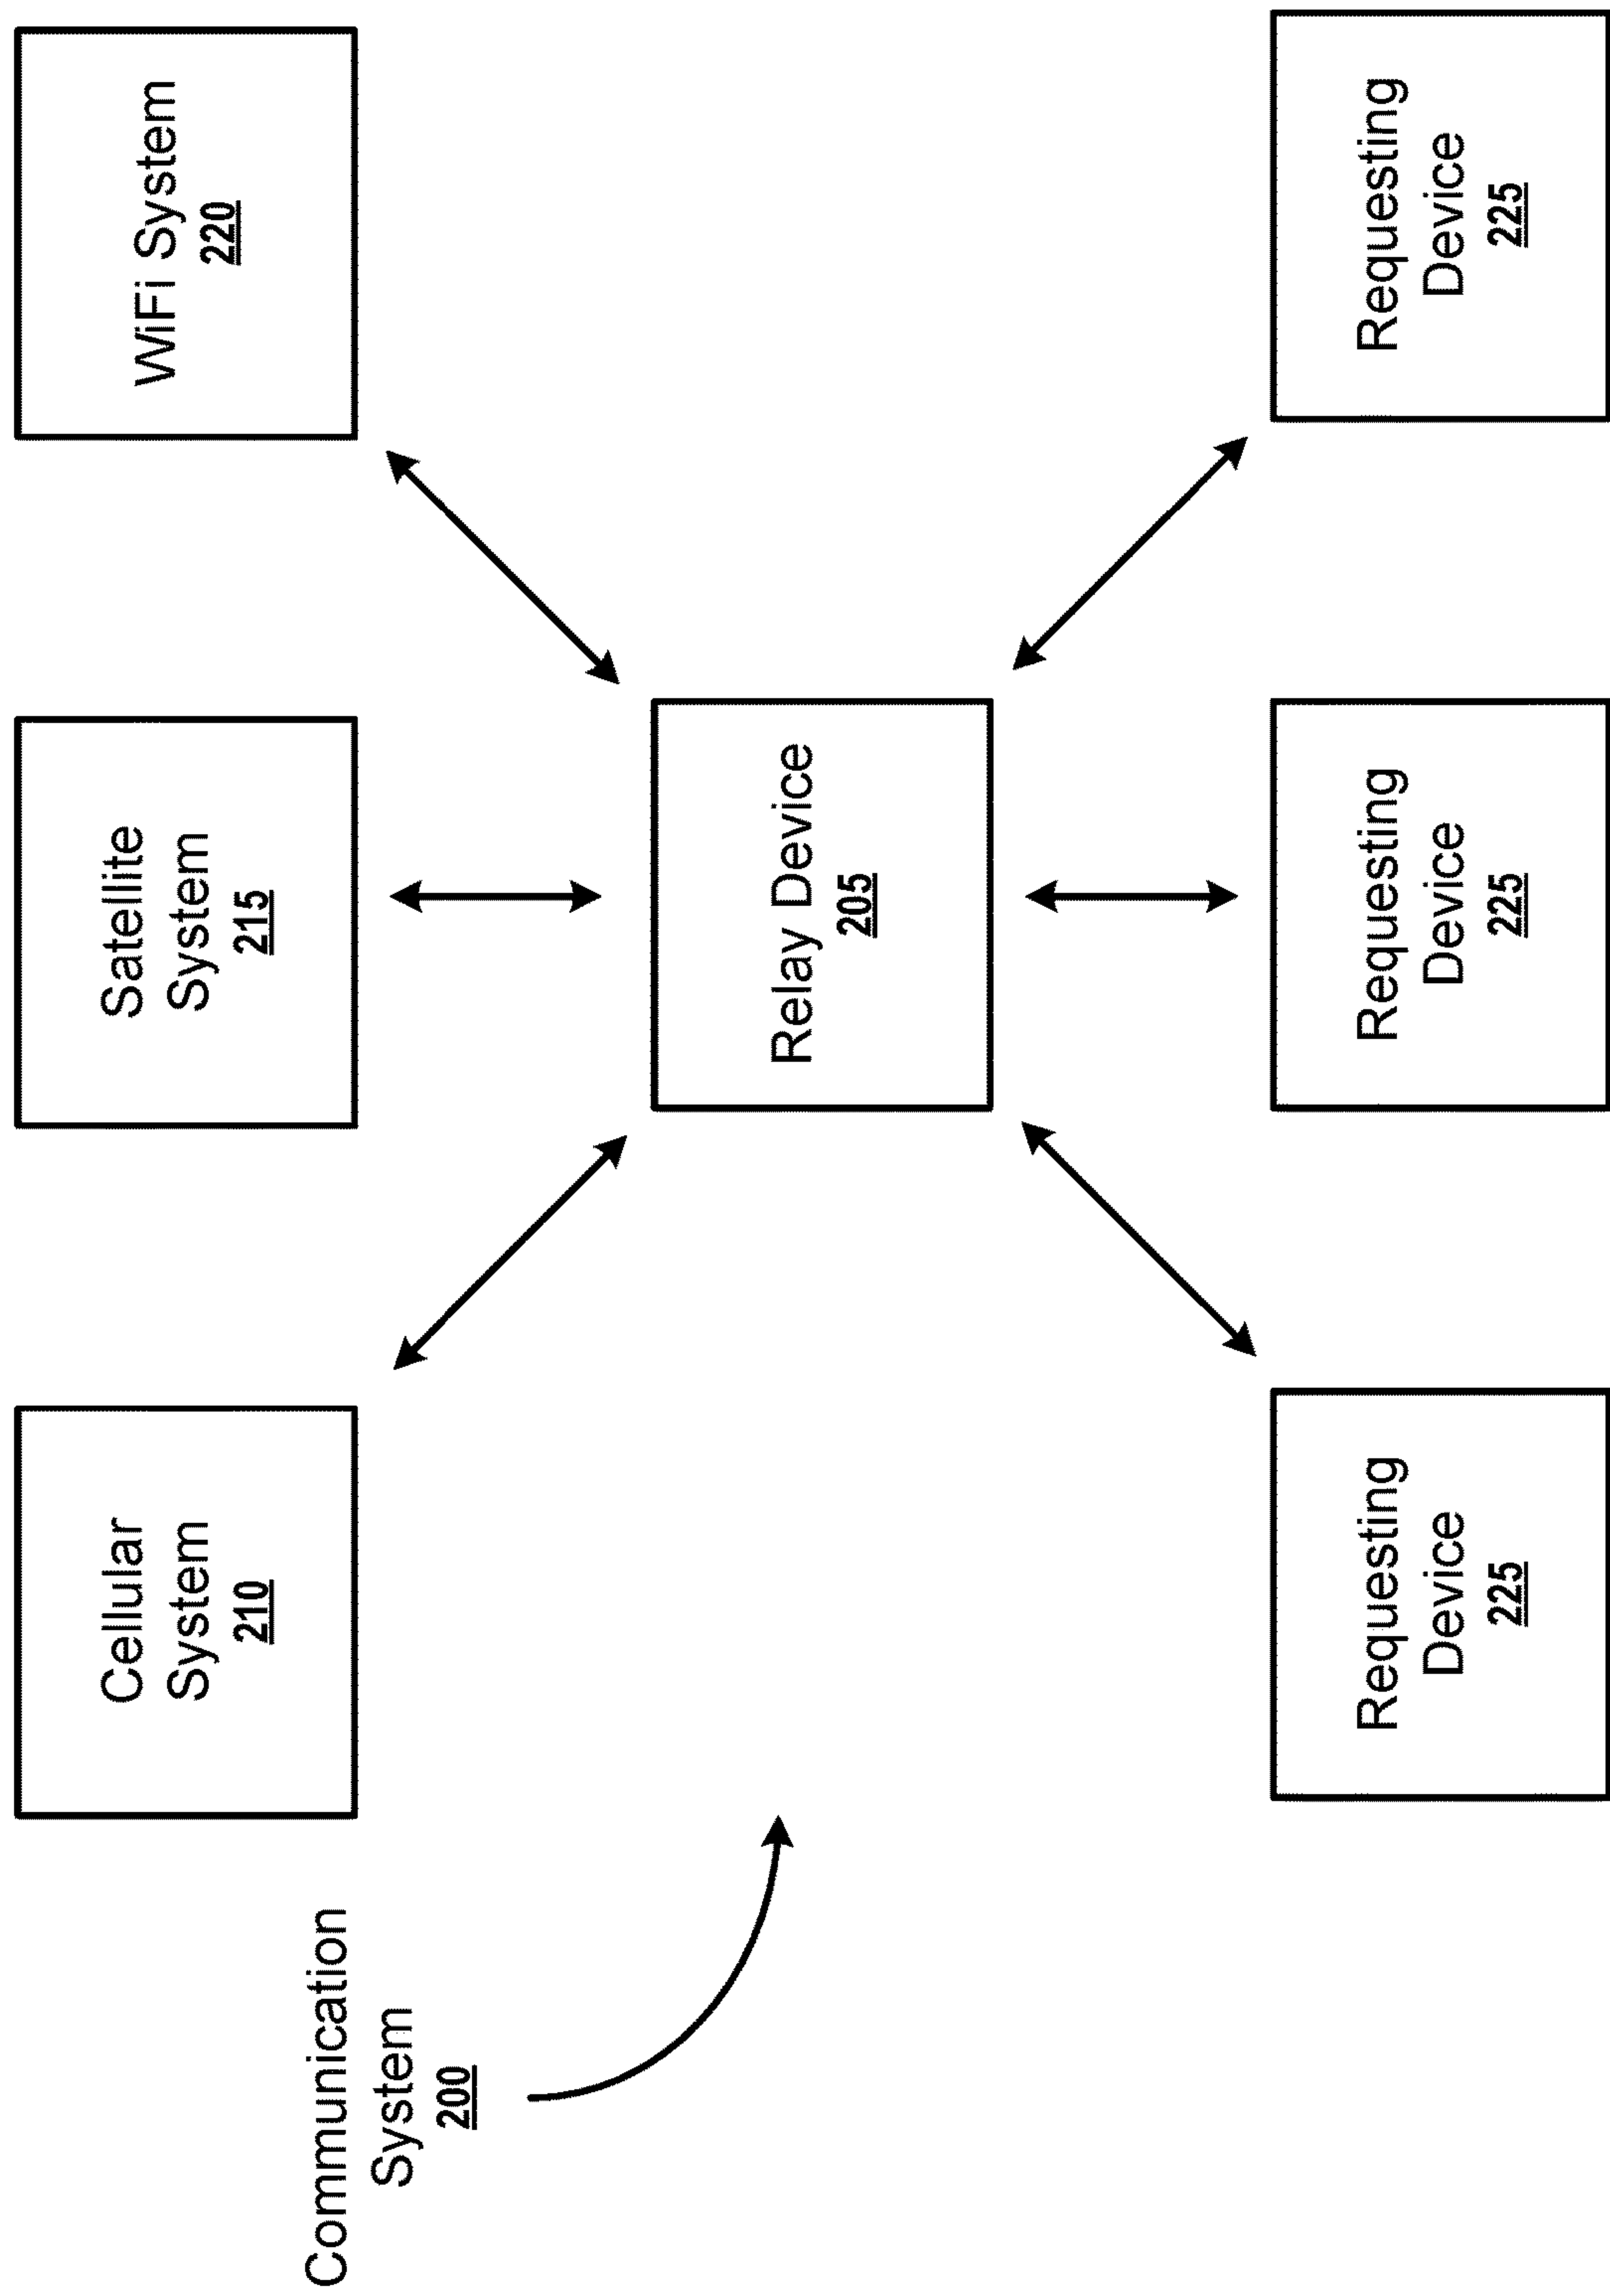 Communication
System
200
Cellular
System
210
Satellite
System
215
WiFi System
220
Relay Device
205
Requesting
Device
225
Requesting
Device
225
Requesting
Device
225